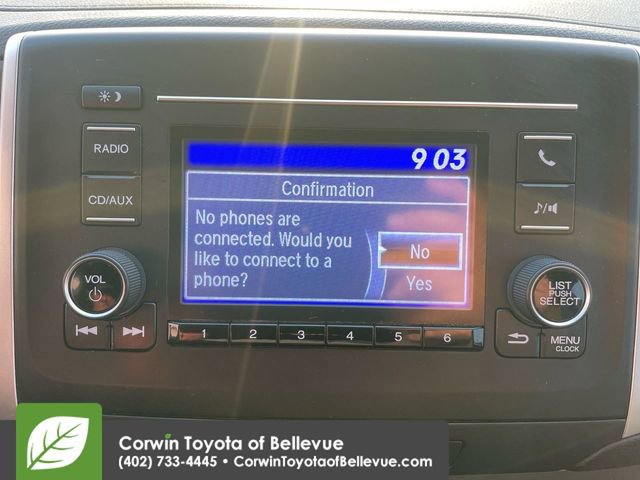 RADIO
CD/AUX
VOL
9 03
Confirmation
No phones are
connected. Would you
like to connect to a
phone?
No
Yes
LIST
PUSH
SELECT
MENU
CLOCK
1 2 3 4 5 6
Corwin Toyota of Bellevue
(402) 733-4445 • CorwinToyotaofBellevue.com